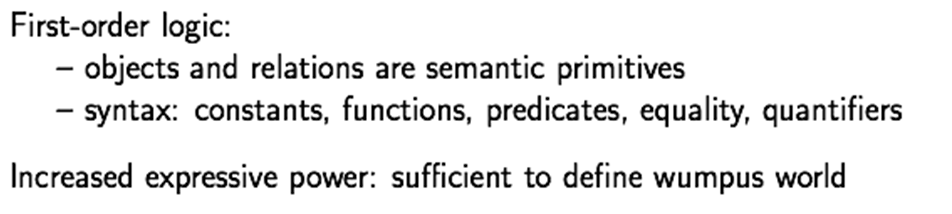 First-order logic:
– objects and relations are semantic primitives
– syntax: constants, functions, predicates, equality, quantifiers
Increased expressive power: sufficient to define wumpus world